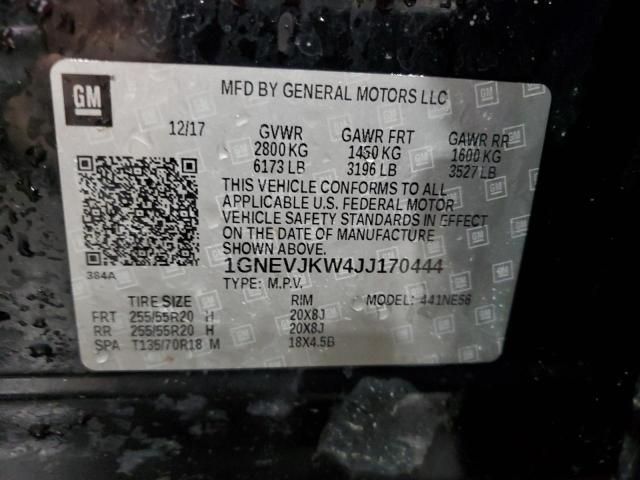 GM
MFD BY GENERAL MOTORS LLC
12/17 GVWR GAWR FRT GAWR RR
2800 KG 1450 KG 1600 KG
6173 LB 3196 LB 3527 LB
THIS VEHICLE CONFORMS TO ALL
APPLICABLE U.S. FEDERAL MOTOR
VEHICLE SAFETY STANDARDS IN EFFECT
ON THE DATE OF MANUFACTURE
SHOWN ABOVE.
384A
1GNEVJKW4JJ170444
TYPE: M.P.V.
TIRE SIZE RIM MODEL: 441NE56
FRT 255/55R20 H 20X8J
RR 255/55R20 H 20X8J
SPA T135/70R18 M 18X4.5B